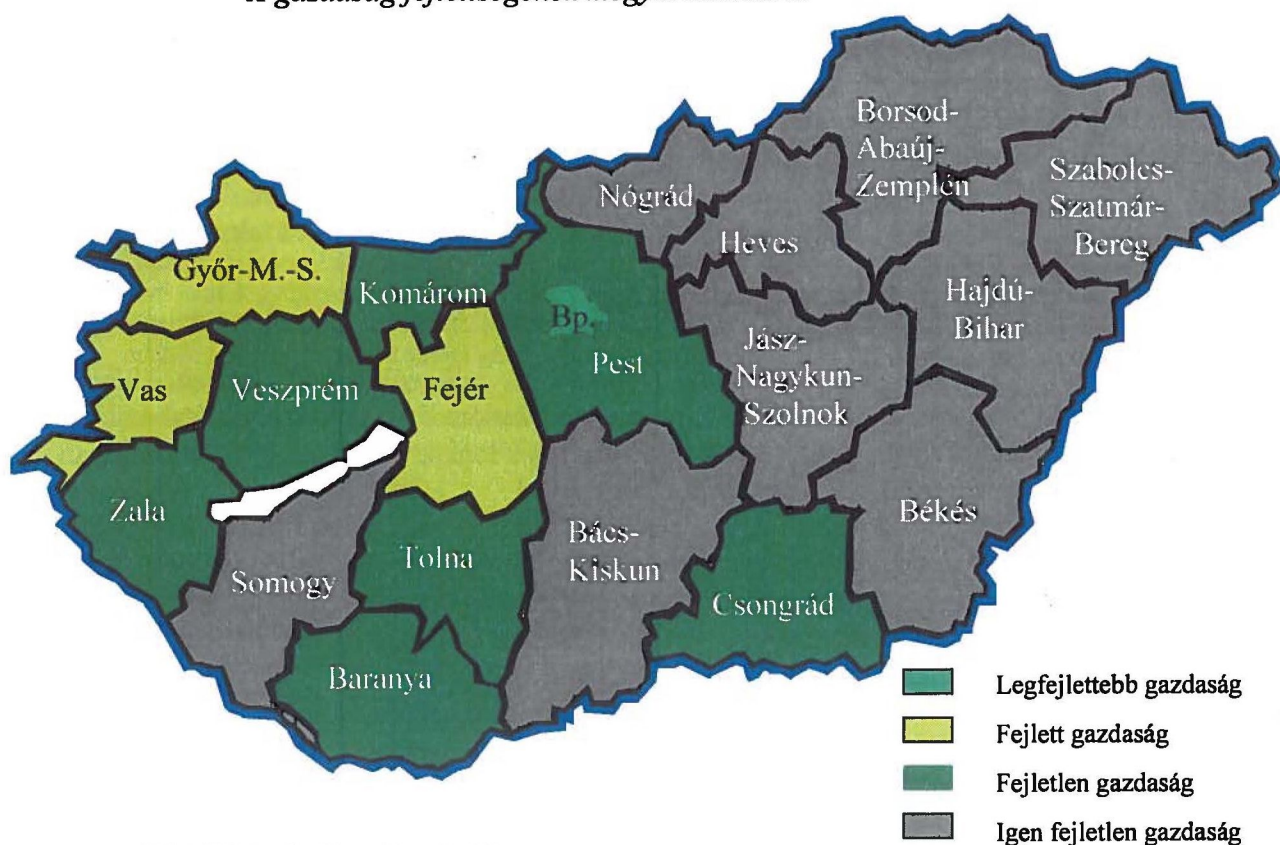 Borsod-
Abaúj-
Zemplén
Szabolcs-
Szatmár-
Bereg
Nógrád
Heves
Győr-M.-S.
Komárom
Hajdú-
Bihar
Bp.
Pest
Jász-
Nagykun-
Szolnok
Vas
Veszprém
Fejér
Zala
Tolna
Bács-
Kiskun
Békés
Somogy
Csongrád
Baranya
Legfejlettebb gazdaság
Fejlett gazdaság
Fejletlen gazdaság
Igen fejletlen gazdaság